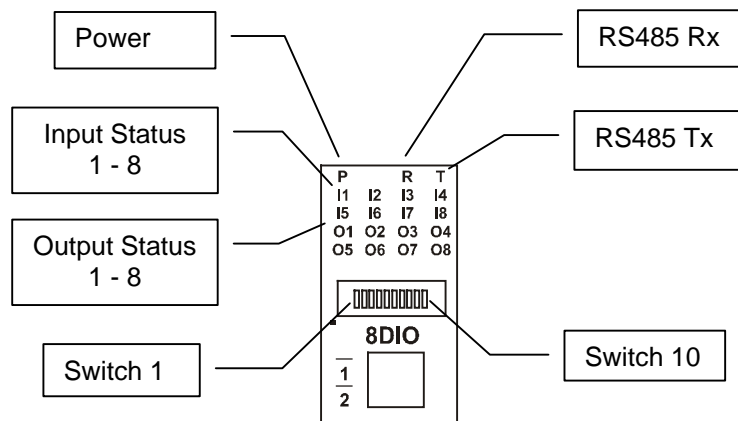 Power
RS485 Rx
Input Status
1 - 8
RS485 Tx
P R T
I1 I2 I3 I4
I5 I6 I7 I8
Output Status
1 - 8
O1 O2 O3 O4
O5 O6 O7 O8
8DIO
Switch 1
Switch 10
1
2